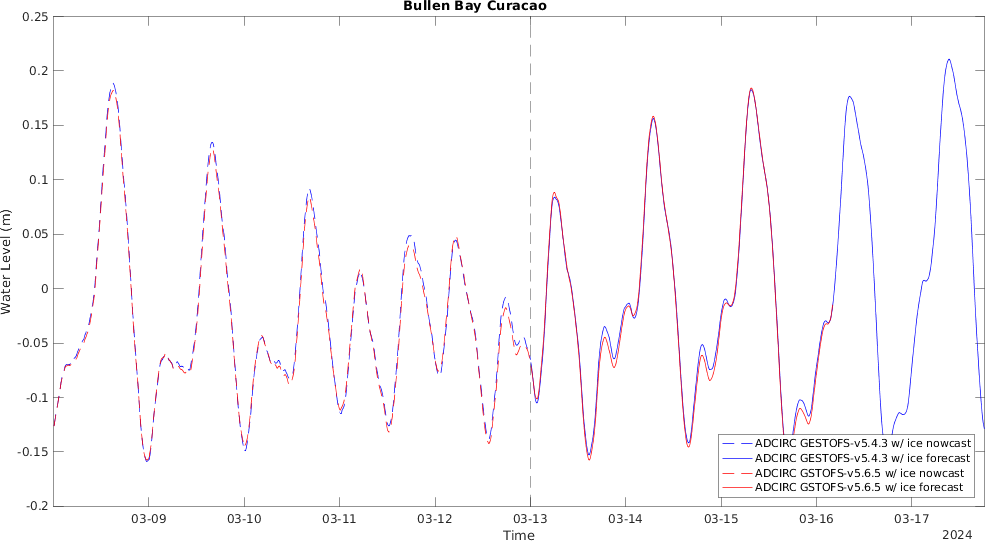 Bullen Bay Curacao
0.25
0.2
0.15
0.1
0.05
0
-0.05
-0.1
-0.15
-0.2
Water Level (m)
03-09
03-10
03-11
03-12
03-13
03-14
03-15
03-16
03-17
Time
2024
ADCIRC GESTOFS-v5.4.3 w/ ice nowcast
ADCIRC GESTOFS-v5.4.3 w/ ice forecast
ADCIRC GSTOFS-v5.6.5 w/ ice nowcast
ADCIRC GSTOFS-v5.6.5 w/ ice forecast